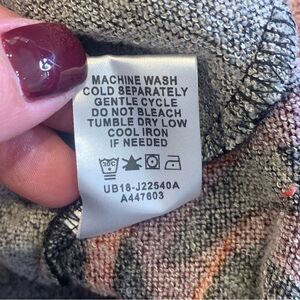 MACHINE WASH
COLD SEPARATELY
GENTLE CYCLE
DO NOT BLEACH
TUMBLE DRY LOW
COOL IRON
IF NEEDED
30C
UB18-J22540A
A447603